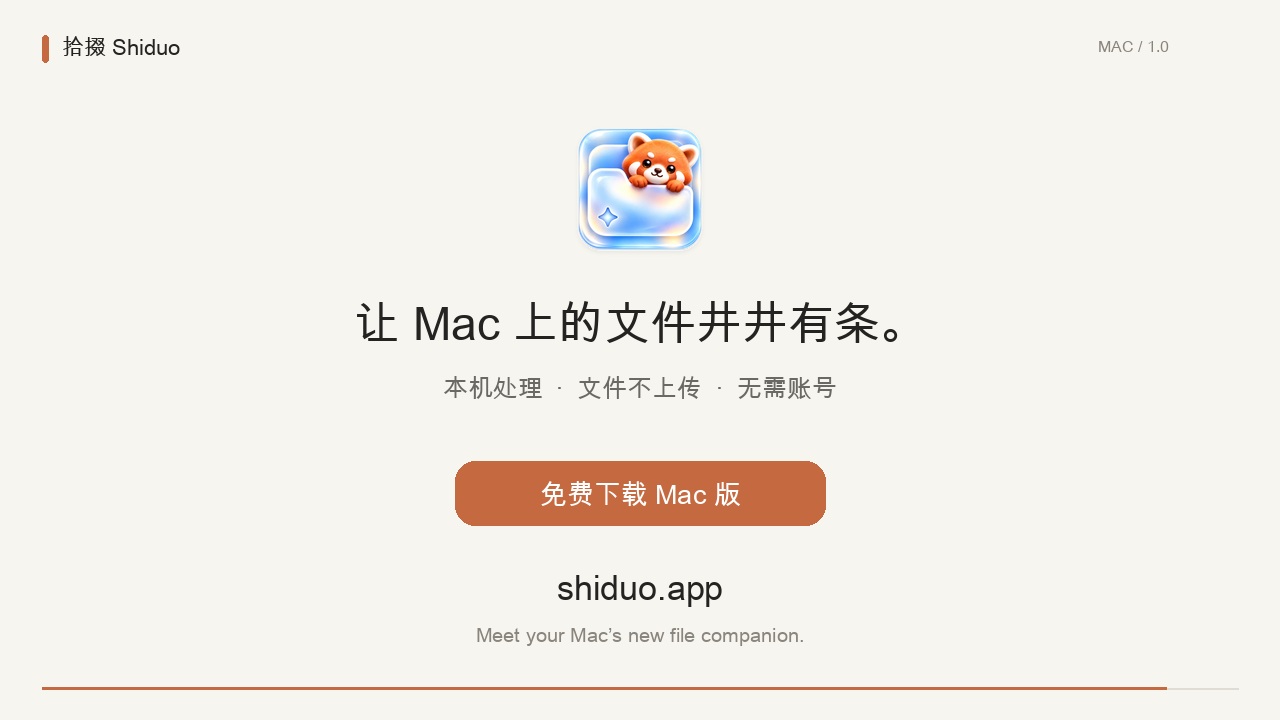 拾掇 Shiduo
MAC / 1.0
让 Mac 上的文件井井有条。
本机处理 · 文件不上传 · 无需账号
免费下载 Mac 版
shiduo.app
Meet your Mac’s new file companion.